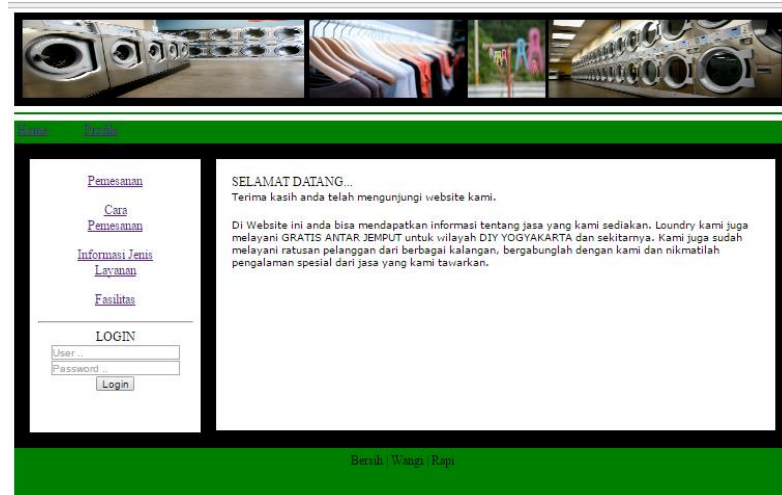 Home
Pemesanan
Cara
Pemesanan
Informasi Jenis
Layanan
Fasilitas
LOGIN
User ..
Password ..
Login
SELAMAT DATANG...
Terima kasih anda telah mengunjungi website kami.
Di Website ini anda bisa mendapatkan informasi tentang jasa yang kami sediakan. Loundry kami juga
melayani GRATIS ANTAR JEMPUT untuk wilayah DIY YOGYAKARTA dan sekitarnya. Kami juga sudah
melayani ratusan pelanggan dari berbagai kalangan, bergabunglah dengan kami dan nikmatilah
pengalaman spesial dari jasa yang kami tawarkan.
Bersih | Wangi | Rapi